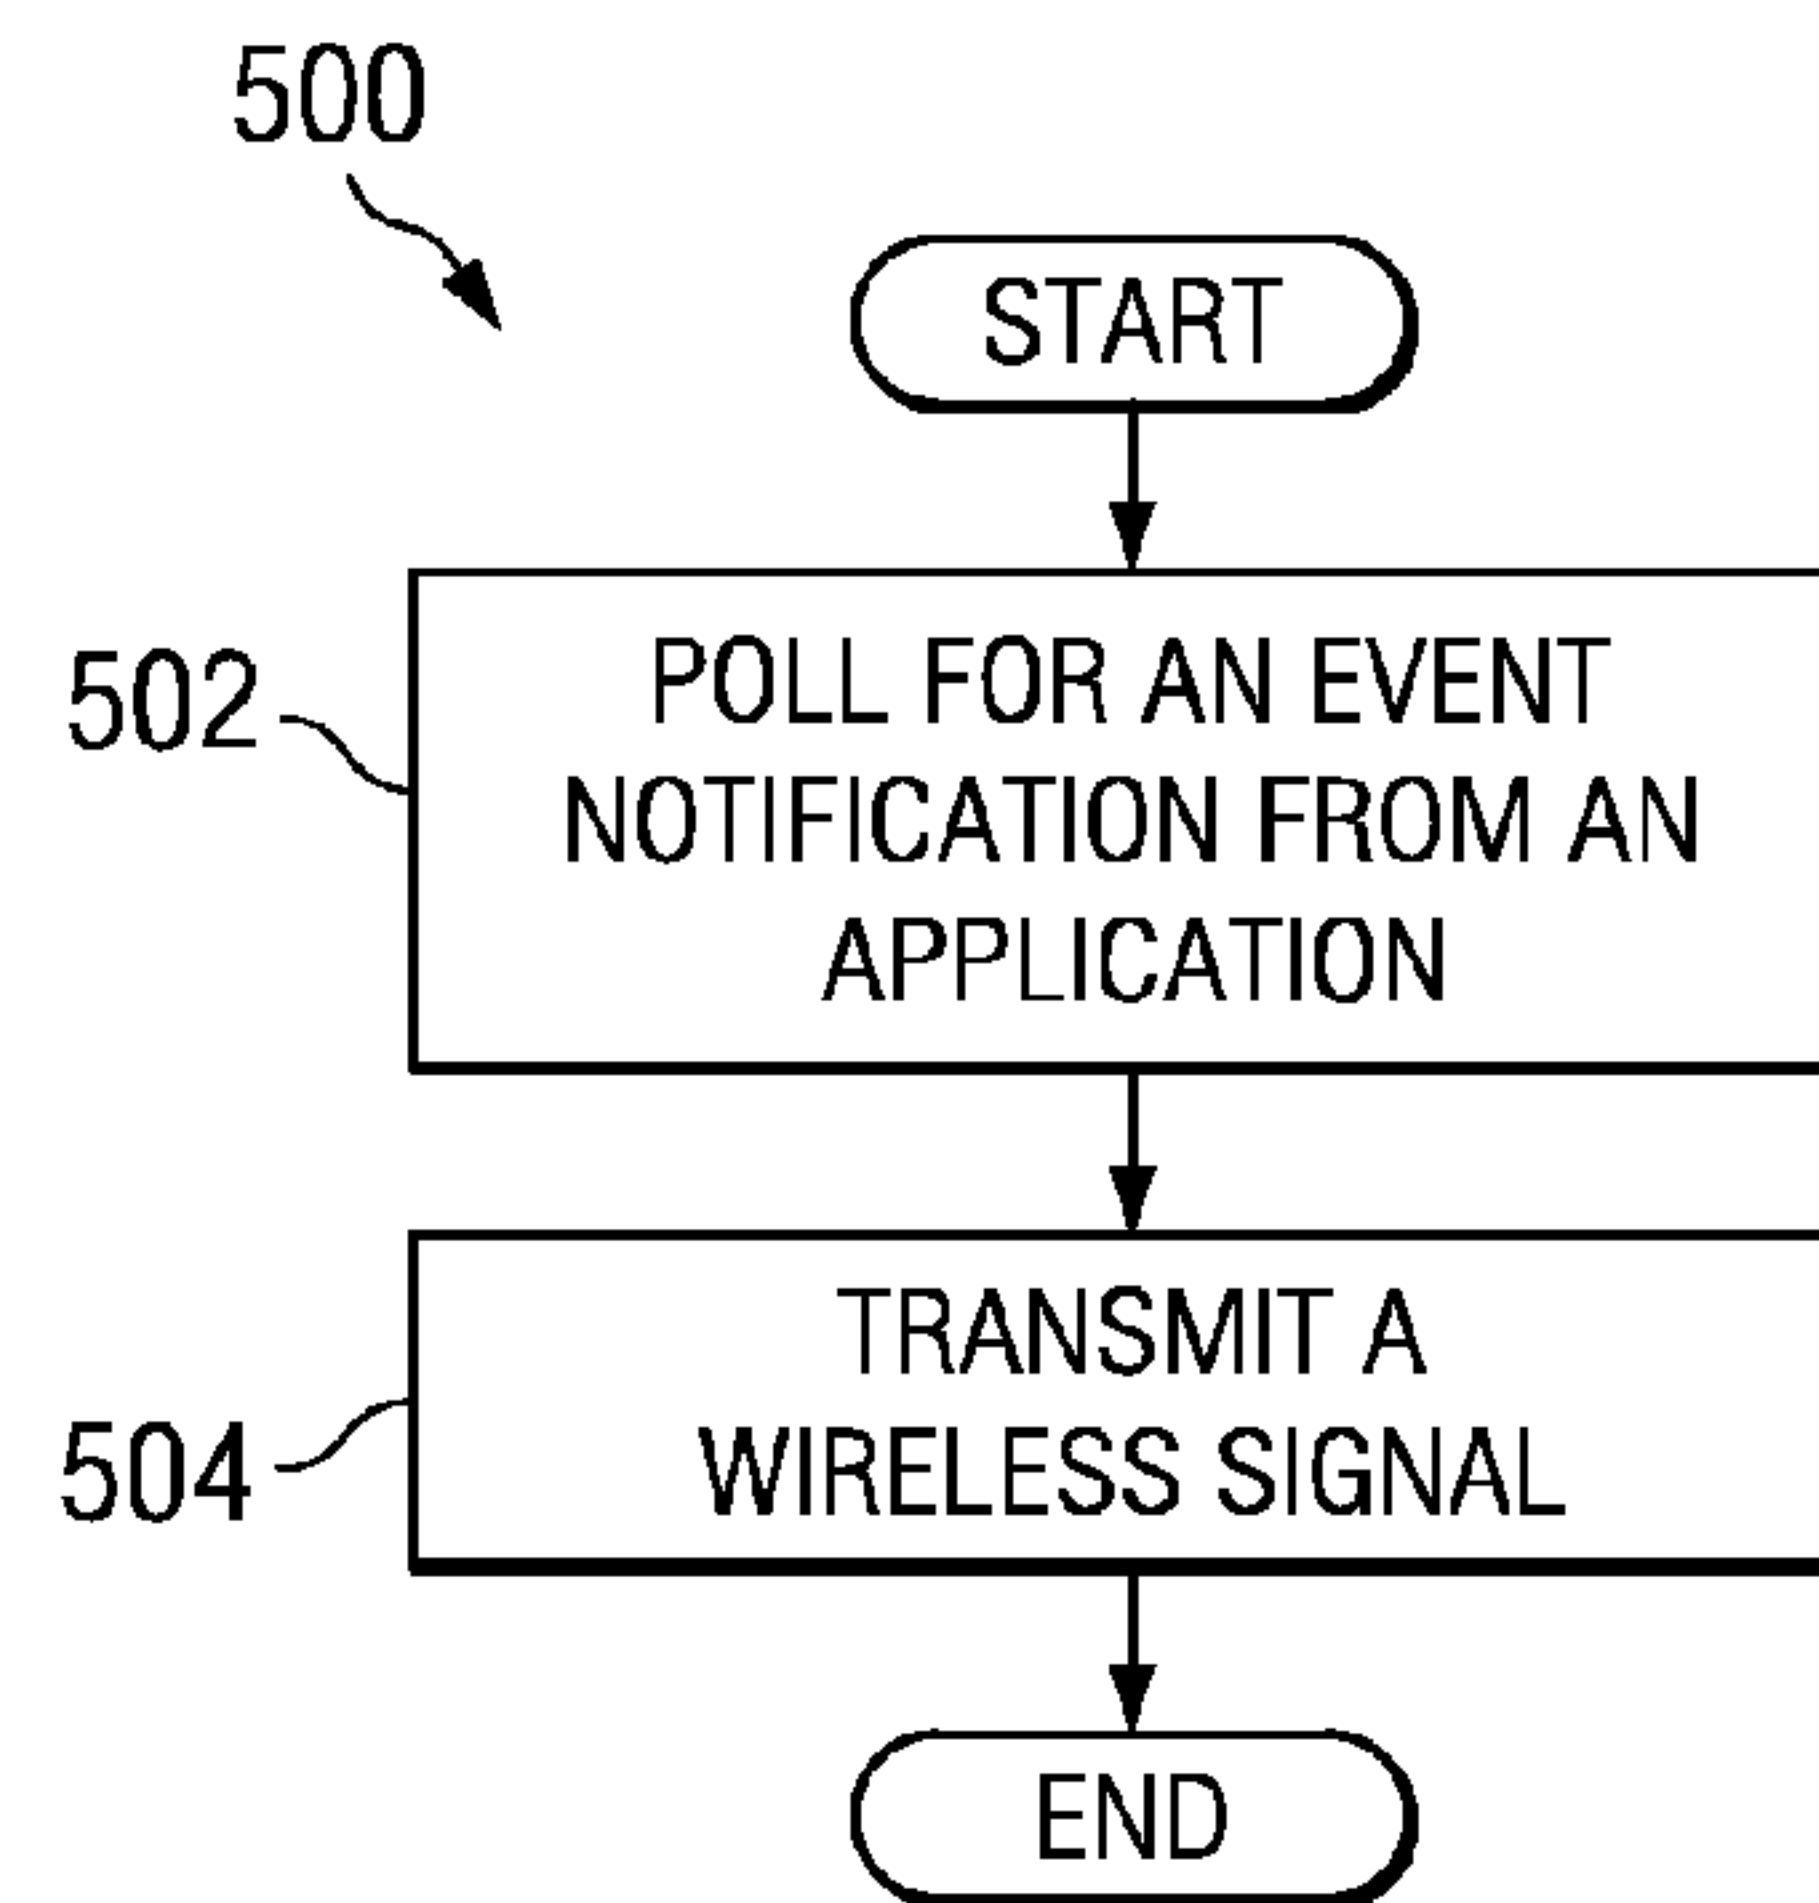 500
START
502
POLL FOR AN EVENT
NOTIFICATION FROM AN
APPLICATION
TRANSMIT A
504
WIRELESS SIGNAL
END